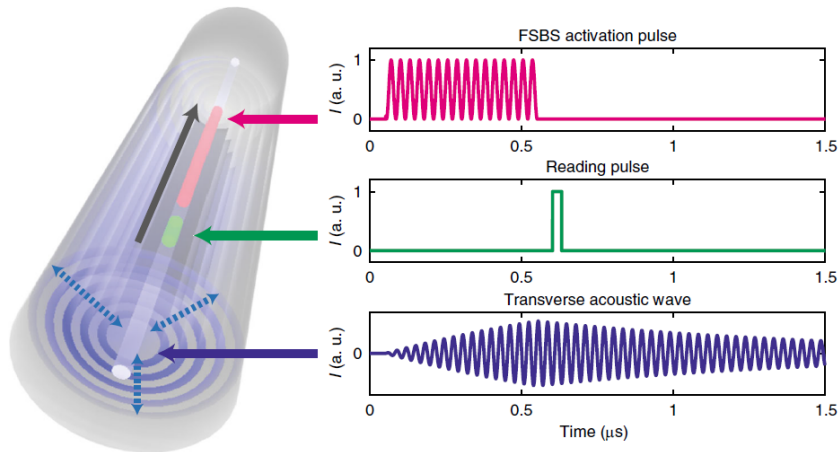 FSBS activation pulse
I (a. u.)
1
0
0
0.5
1
1.5
Reading pulse
I (a. u.)
1
0
0
0.5
1
1.5
Transverse acoustic wave
I (a. u.)
0
0
0.5
1
1.5
Time (μs)